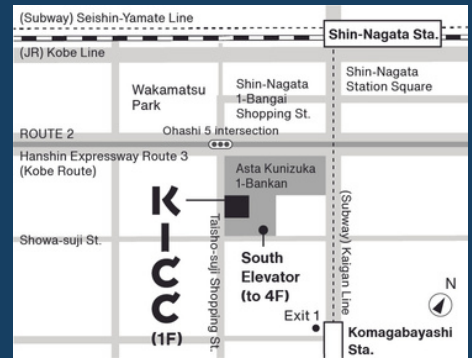 (Subway) Seishin-Yamate Line
Shin-Nagata Sta.
(JR) Kobe Line
Wakamatsu
Park
Shin-Nagata
1-Bangai
Shopping St.
Shin-Nagata
Station Square
ROUTE 2
Ohashi 5 intersection
Hanshin Expressway Route 3
(Kobe Route)
Asta Kunizuka
1-Bankan
KICC
(1F)
Taisho-suji Shopping St.
(Subway) Kaigan Line
Showa-suji St.
South
Elevator
(to 4F)
N
Exit 1
Komagabayashi
Sta.